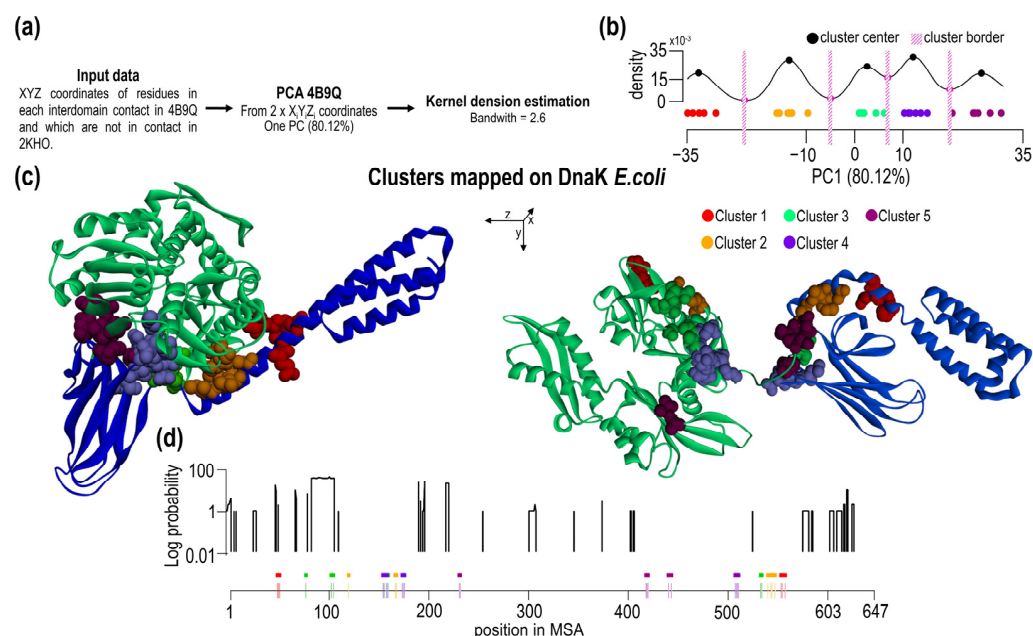 (a)
Input data
XYZ coordinates of residues in
each interdomain contact in 4B9Q
and which are not in contact in
2KHO.
PCA 4B9Q
From 2 x XiYiZi coordinates
One PC (80.12%)
Kernel dension estimation
Bandwith = 2.6
(b)
x10-3
35
15
0
density
cluster center
cluster border
-35
-10
0
10
35
PC1 (80.12%)
(c)
Clusters mapped on DnaK E.coli
z
x
y
Cluster 1
Cluster 3
Cluster 5
Cluster 2
Cluster 4
(d)
100
1
0.01
Log probability
1
100
200
300
400
500
603
647
position in MSA